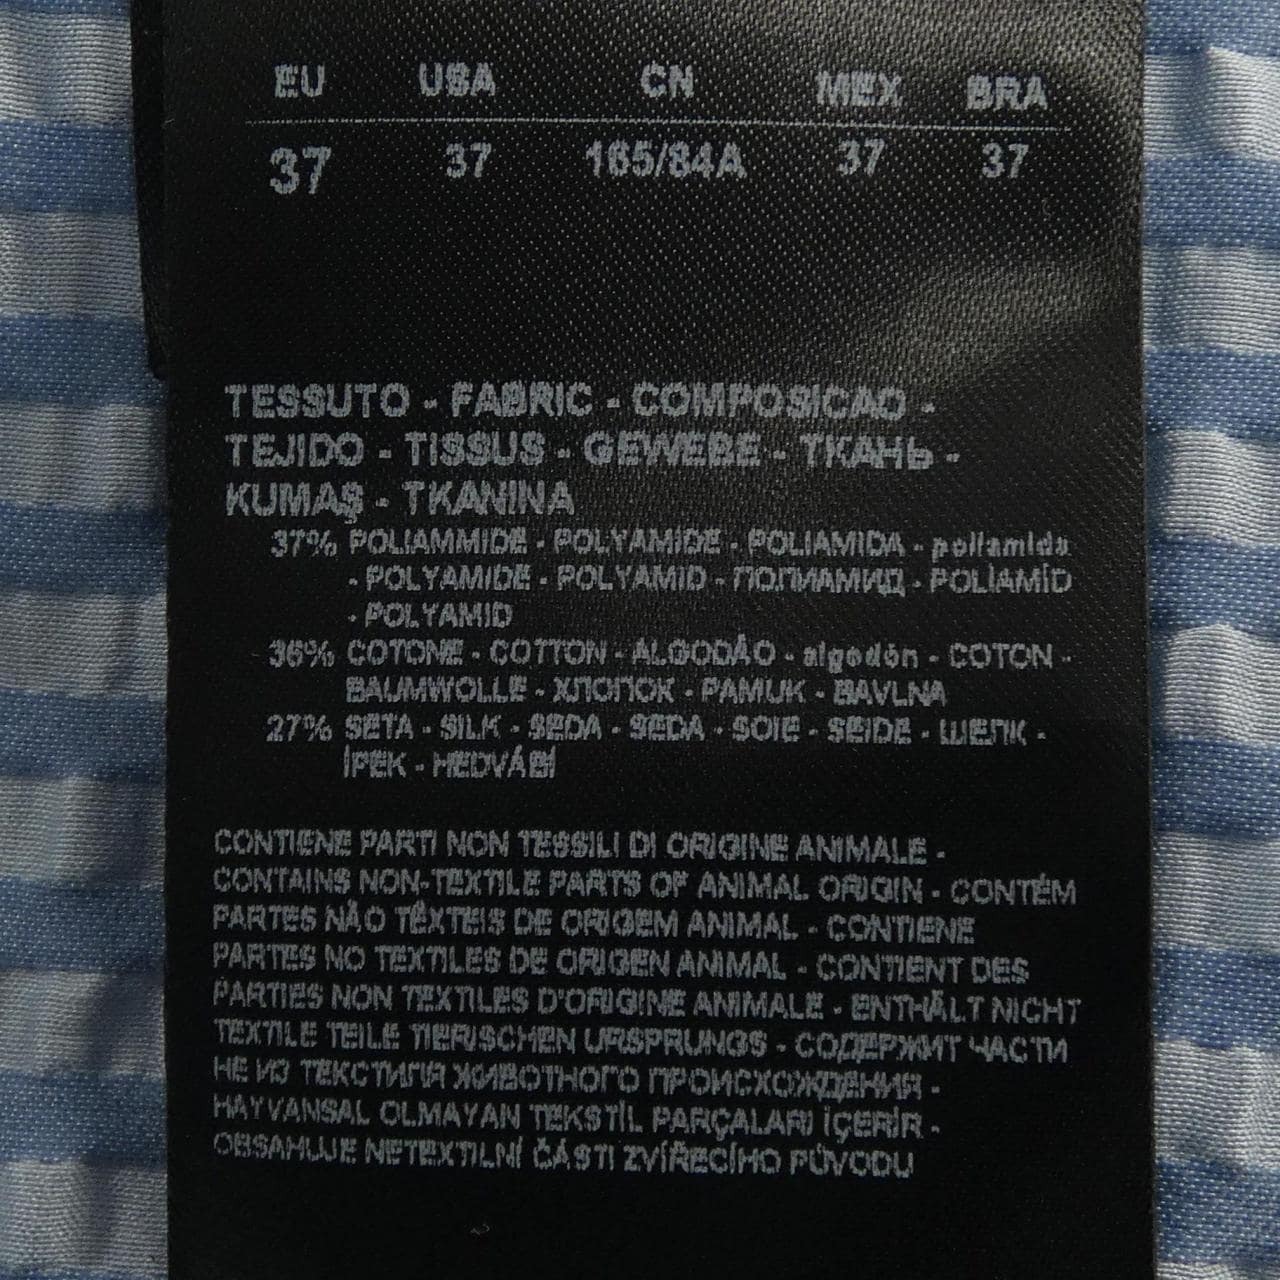 EU USA CN MEX BRA
37 37 165/84A 37 37
TESSUTO - FABRIC - COMPOSICAO -
TEJIDO - TISSUS - GEWEBE - ТКАНЬ -
KUMAŞ - TKANINA
37% POLIAMMIDE - POLYAMIDE - POLIAMIDA - poliamida
- POLYAMIDE - POLYAMID - ПОЛИАМИД - POLİAMİD
- POLYAMID
36% COTONE - COTTON - ALGODÃO - algodón - COTON -
BAUMWOLLE - ХЛОПОК - PAMUK - BAVLNA
27% SETA - SILK - SEDA - SEDA - SOIE - SEIDE - ШЕЛК -
İPEK - HEDVÁBÍ
CONTIENE PARTI NON TESSILI DI ORIGINE ANIMALE -
CONTAINS NON-TEXTILE PARTS OF ANIMAL ORIGIN - CONTÉM
PARTES NÃO TÊXTEIS DE ORIGEM ANIMAL - CONTIENE
PARTES NO TEXTILES DE ORIGEN ANIMAL - CONTIENT DES
PARTIES NON TEXTILES D'ORIGINE ANIMALE - ENTHÄLT NICHT
TEXTILE TEILE TIERISCHEN URSPRUNGS - СОДЕРЖИТ ЧАСТИ
НЕ ИЗ ТЕКСТИЛЯ ЖИВОТНОГО ПРОИСХОЖДЕНИЯ -
HAYVANSAL OLMAYAN TEKSTİL PARÇALARI İÇERİR -
OBSAHUJE NETEXTILNÍ ČÁSTI ZVÍŘECÍHO PŮVODU